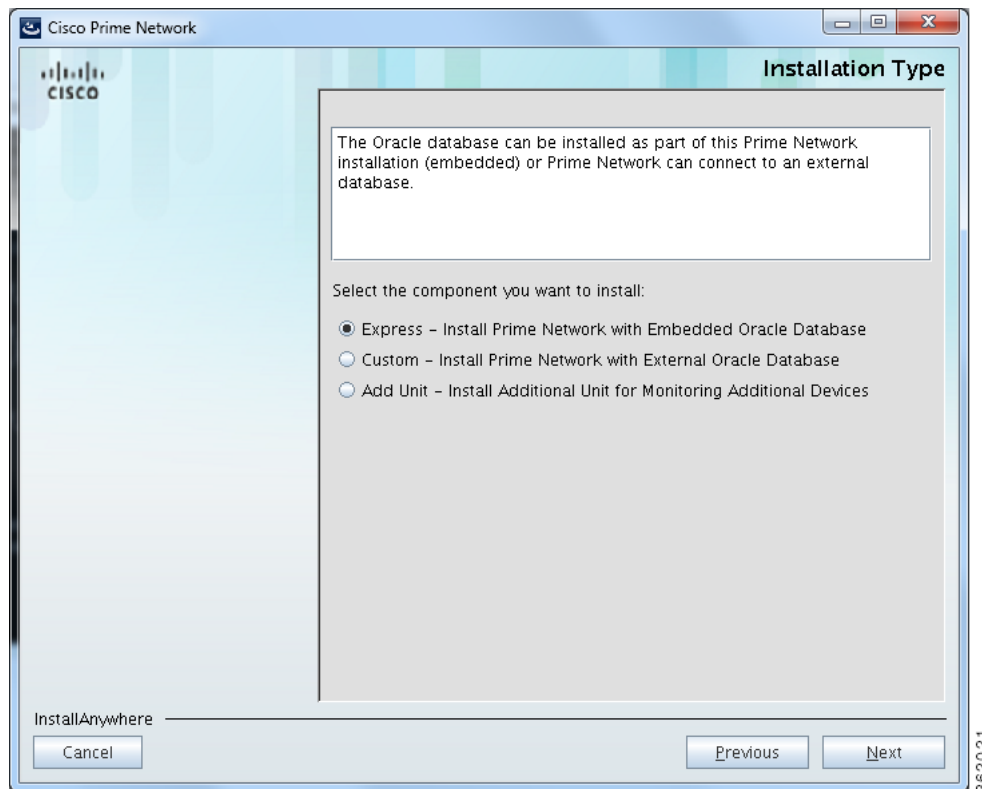 Cisco Prime Network
CISCO
Installation Type
The Oracle database can be installed as part of this Prime Network
installation (embedded) or Prime Network can connect to an external
database.
Select the component you want to install:
Express – Install Prime Network with Embedded Oracle Database
Custom – Install Prime Network with External Oracle Database
Add Unit – Install Additional Unit for Monitoring Additional Devices
InstallAnywhere
Cancel
Previous
Next